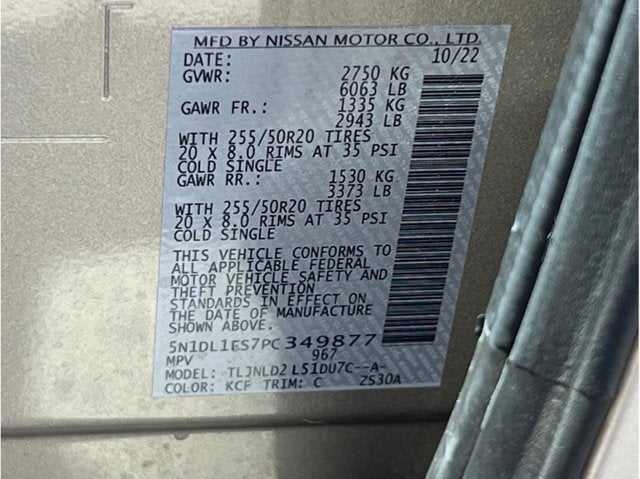 MFD BY NISSAN MOTOR CO., LTD.
DATE: 10/22
GVWR: 2750 KG
6063 LB
GAWR FR.: 1335 KG
2943 LB
WITH 255/50R20 TIRES
20 X 8.0 RIMS AT 35 PSI
COLD SINGLE
GAWR RR.: 1530 KG
3373 LB
WITH 255/50R20 TIRES
20 X 8.0 RIMS AT 35 PSI
COLD SINGLE
THIS VEHICLE CONFORMS TO
ALL APPLICABLE FEDERAL
MOTOR VEHICLE SAFETY AND
THEFT PREVENTION
STANDARDS IN EFFECT ON
THE DATE OF MANUFACTURE
SHOWN ABOVE.
5N1DL1ES7PC349877
MPV 967
MODEL: TLJNLD2 L51DU7C--A-
COLOR: KCF TRIM: C ZS30A